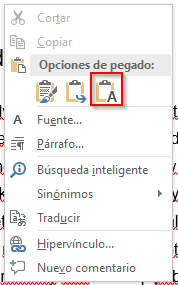 Cortar
Copiar
Opciones de pegado:
A
Fuente...
Párrafo...
Búsqueda inteligente
Sinónimos
Traducir
Hipervínculo...
Nuevo comentario